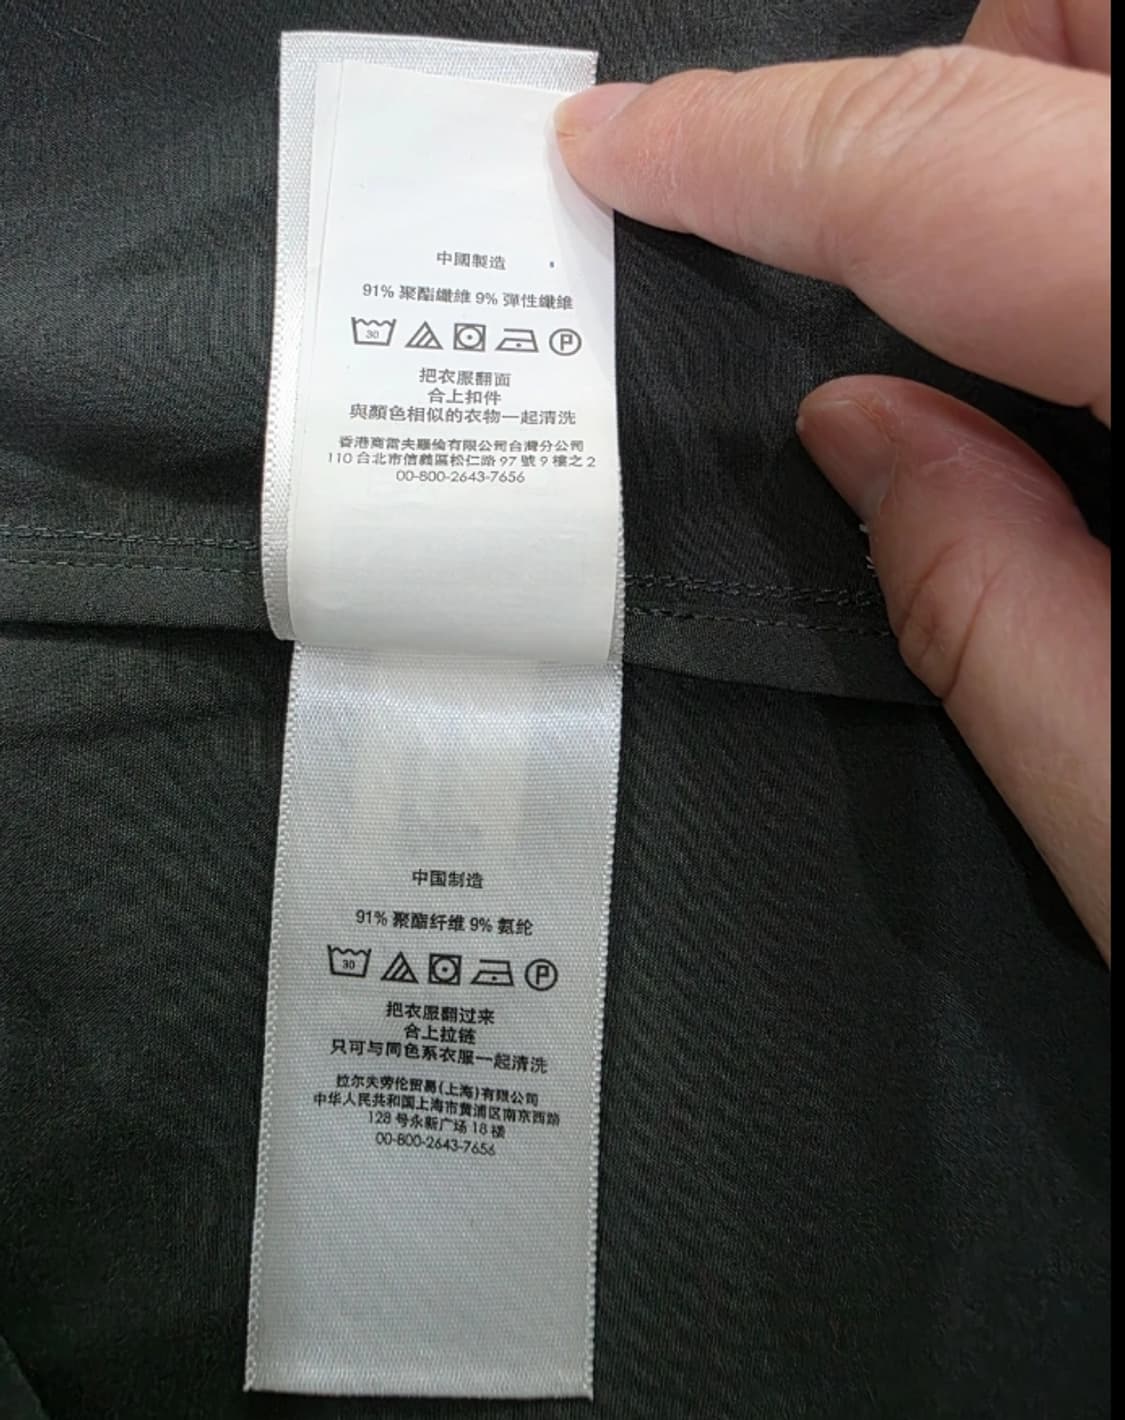 中國製造
91% 聚酯纖維 9% 彈性纖維
30 P
把衣服翻面
合上扣件
與顏色相似的衣物一起清洗
香港商雷夫羅倫有限公司台灣分公司
110 台北市信義區松仁路 97 號 9 樓之 2
00-800-2643-7656
中国制造
91% 聚酯纤维 9% 氨纶
30 P
把衣服翻过来
合上拉链
只可与同色系衣服一起清洗
拉尔夫劳伦贸易(上海)有限公司
中华人民共和国上海市黄浦区南京西路
128 号永新广场 18 楼
00-800-2643-7656